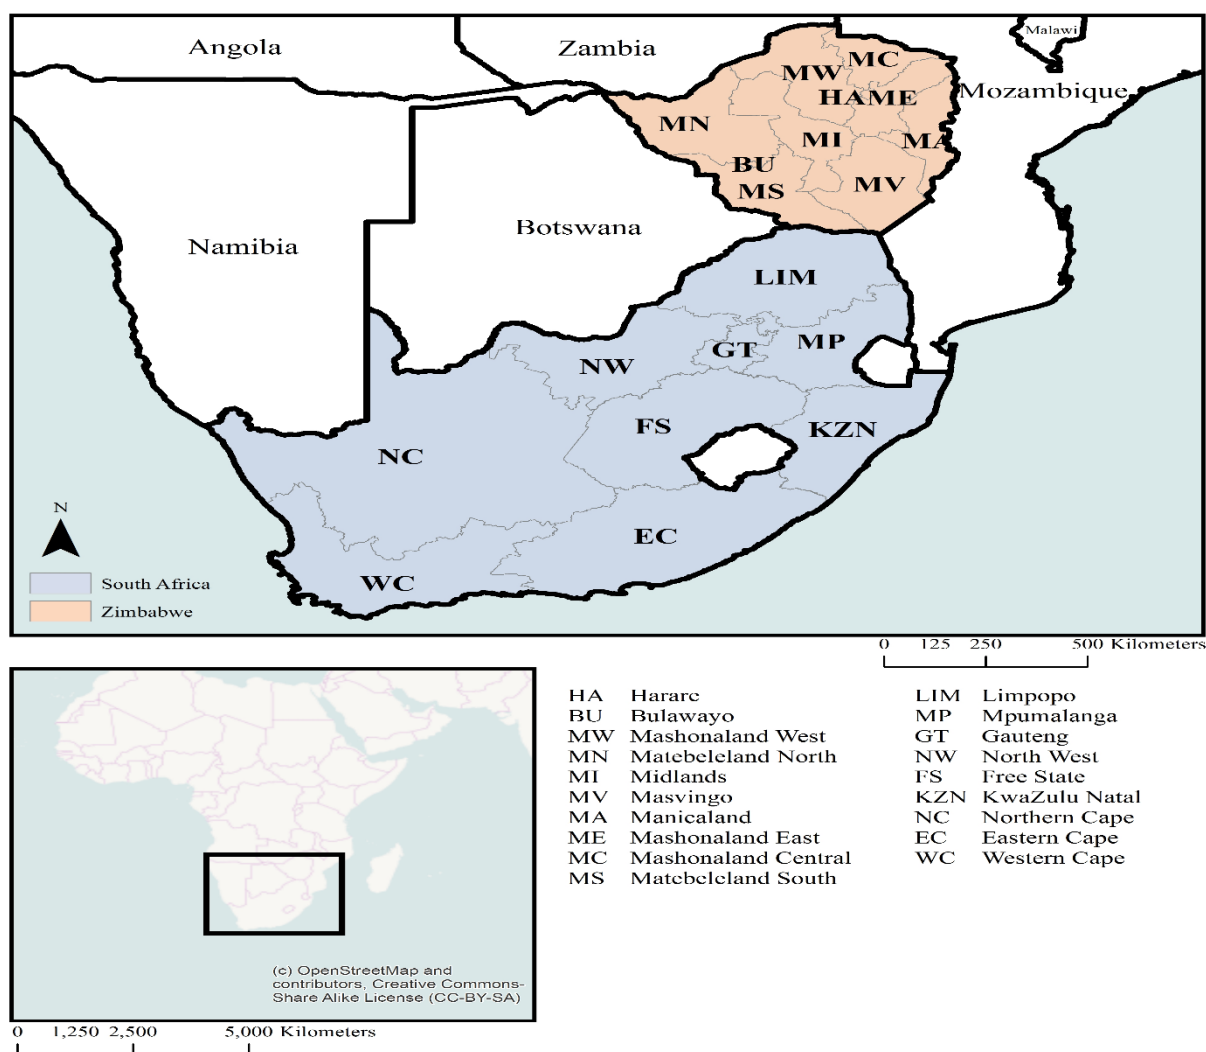 Angola
Zambia
Malawi
MC
MW
Mozambique
HAME
MN
MI
MA
BU
MS
MV
Botswana
Namibia
LIM
MP
GT
NW
FS
KZN
NC
EC
WC
N
South Africa
Zimbabwe
0 125 250 500 Kilometers
HA Harare
BU Bulawayo
MW Mashonaland West
MN Matebeleland North
MI Midlands
MV Masvingo
MA Manicaland
ME Mashonaland East
MC Mashonaland Central
MS Matebeleland South
LIM Limpopo
MP Mpumalanga
GT Gauteng
NW North West
FS Free State
KZN KwaZulu Natal
NC Northern Cape
EC Eastern Cape
WC Western Cape
(c) OpenStreetMap and
contributors, Creative Commons-
Share Alike License (CC-BY-SA)
0 1,250 2,500 5,000 Kilometers